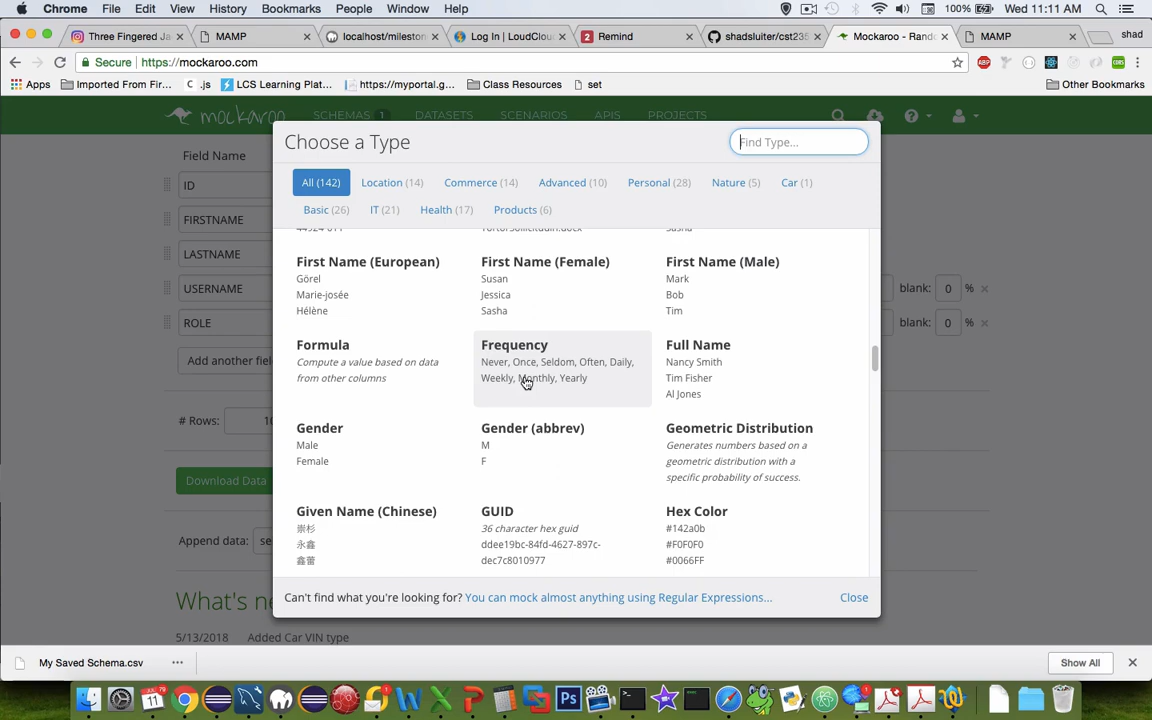 Chrome File Edit View History Bookmarks People Window Help 100% Wed 11:11 AM
Three Fingered Ja MAMP localhost/mileston Log In | LoudClou Remind shadsluiter/cst235 Mockaroo - Rand MAMP shad
Secure https://mockaroo.com
Apps Imported From Fir... C .js LCS Learning Plat... https://myportal.g... Class Resources set Other Bookmarks
mockaroo SCHEMAS 1 DATASETS SCENARIOS APIS PROJECTS
Choose a Type Find Type...
All (142) Location (14) Commerce (14) Advanced (10) Personal (28) Nature (5) Car (1)
Basic (26) IT (21) Health (17) Products (6)
Field Name
ID
FIRSTNAME
LASTNAME
USERNAME blank: 0 %
ROLE blank: 0 %
Add another fiel
# Rows: 10
Download Data
Append data: se
First Name (European) First Name (Female) First Name (Male)
Görel Susan Mark
Marie-josée Jessica Bob
Hélène Sasha Tim
Formula Frequency Full Name
Compute a value based on data Never, Once, Seldom, Often, Daily, Nancy Smith
from other columns Weekly, Monthly, Yearly Tim Fisher
Al Jones
Gender Gender (abbrev) Geometric Distribution
Male M Generates numbers based on a
Female F geometric distribution with a
specific probability of success.
Given Name (Chinese) GUID Hex Color
崇杉 36 character hex guid #142a0b
永鑫 ddee19bc-84fd-4627-897c- #F0F0F0
鑫蕾 dec7c8010977 #0066FF
Can't find what you're looking for? You can mock almost anything using Regular Expressions... Close
What's ne
5/13/2018 Added Car VIN type
My Saved Schema.csv Show All